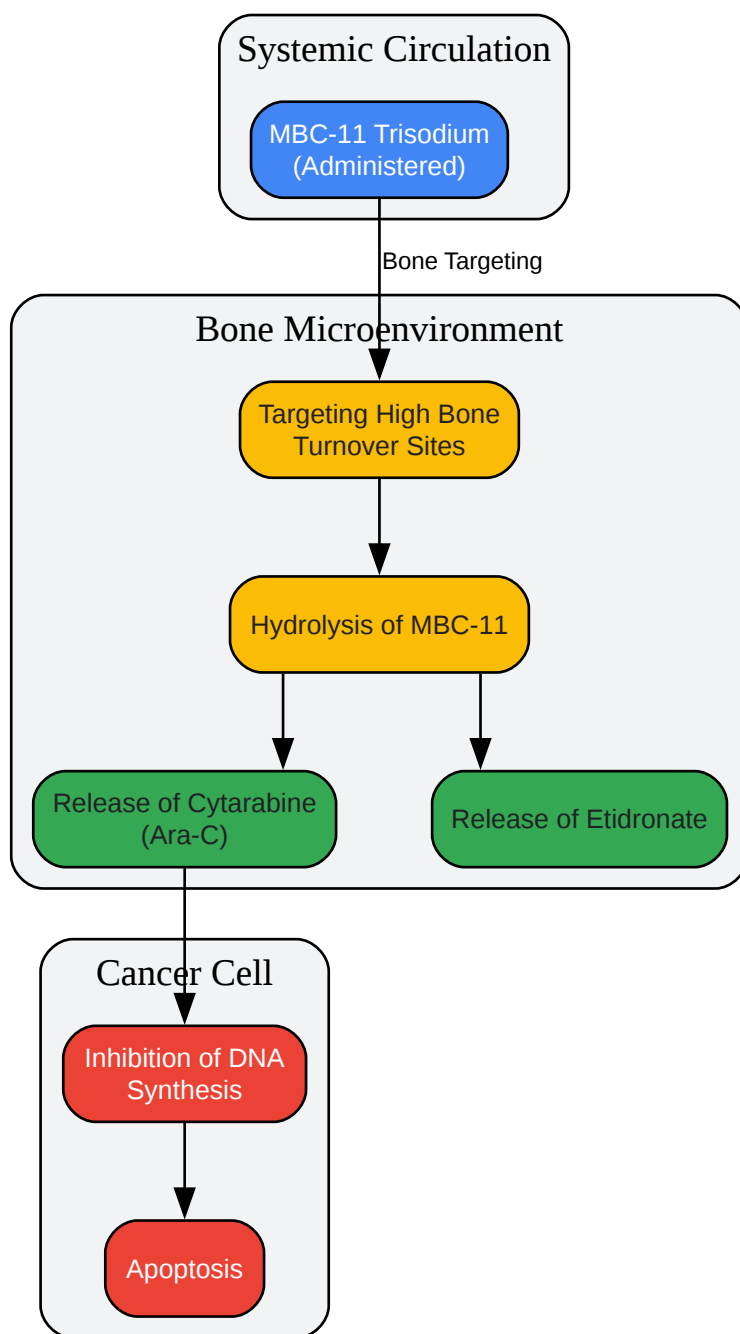 Systemic Circulation
MBC-11 Trisodium
(Administered)
Bone Targeting
Bone Microenvironment
Targeting High Bone
Turnover Sites
Hydrolysis of MBC-11
Release of Cytarabine
(Ara-C)
Release of Etidronate
Cancer Cell
Inhibition of DNA
Synthesis
Apoptosis